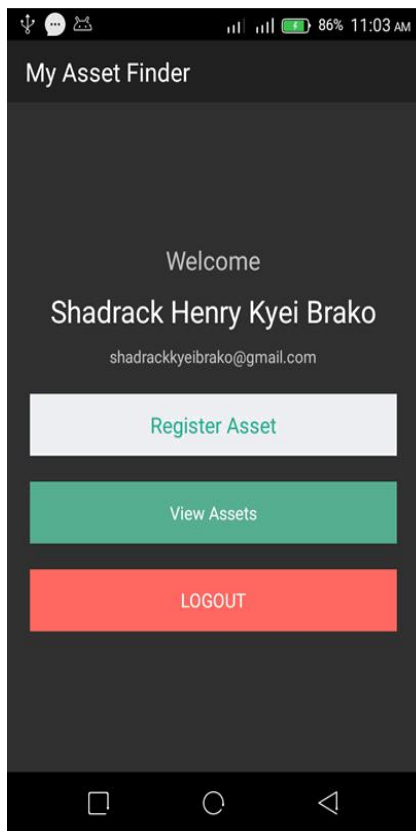 86% 11:03 AM
My Asset Finder
Welcome
Shadrack Henry Kyei Brako
shadrackkyeibrako@gmail.com
Register Asset
View Assets
LOGOUT